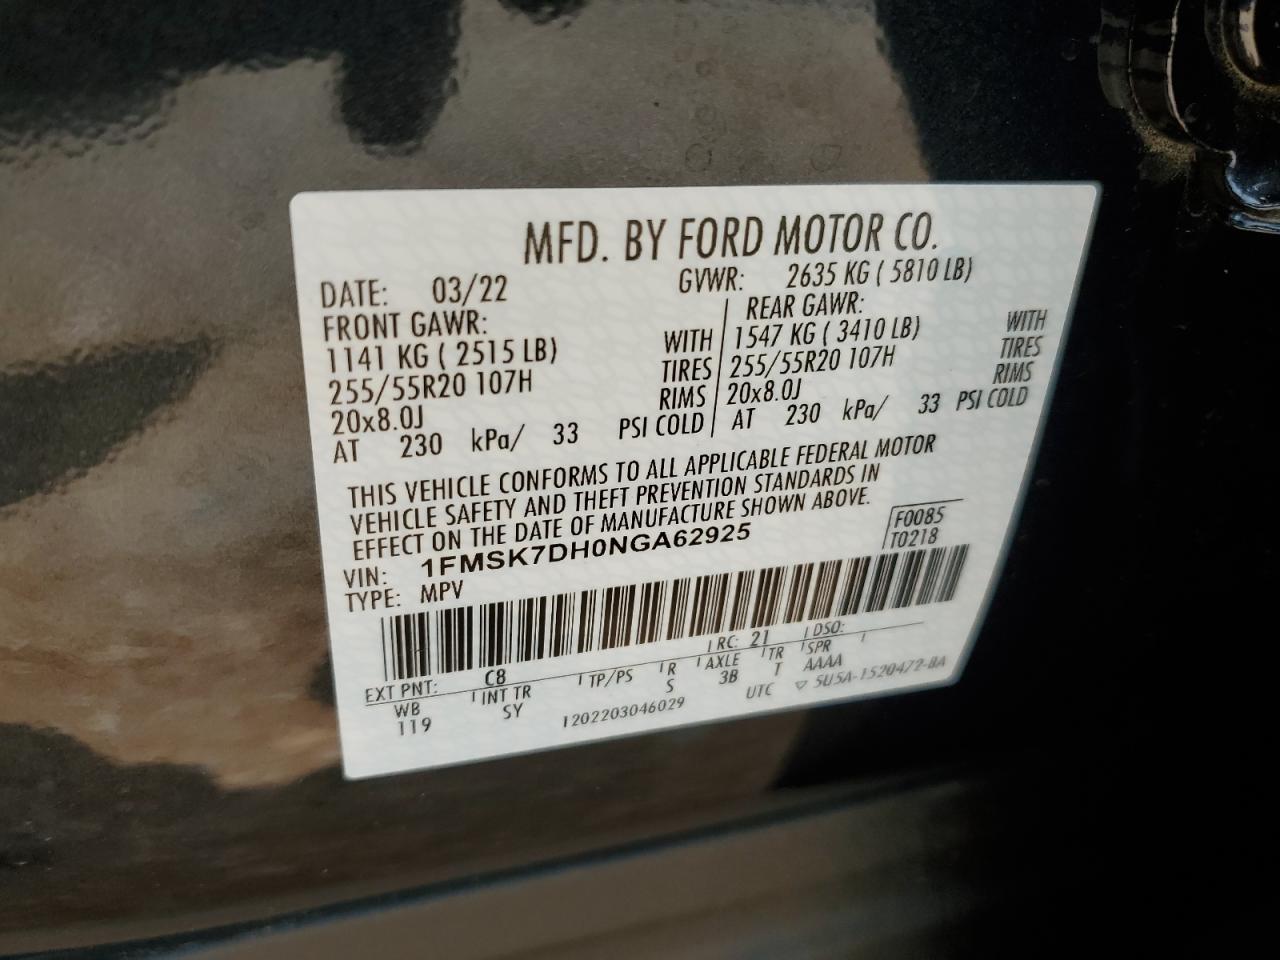 MFD. BY FORD MOTOR CO.
DATE: 03/22 GVWR: 2635 KG ( 5810 LB)
FRONT GAWR: REAR GAWR:
1141 KG ( 2515 LB) WITH 1547 KG ( 3410 LB) WITH
255/55R20 107H TIRES 255/55R20 107H TIRES
20x8.0J RIMS 20x8.0J RIMS
AT 230 kPa/ 33 PSI COLD AT 230 kPa/ 33 PSI COLD
THIS VEHICLE CONFORMS TO ALL APPLICABLE FEDERAL MOTOR
VEHICLE SAFETY AND THEFT PREVENTION STANDARDS IN
EFFECT ON THE DATE OF MANUFACTURE SHOWN ABOVE.
F0085
VIN: 1FMSK7DH0NGA62925 T0218
TYPE: MPV
EXT PNT: C8 RC: 21 DSO:
WB INT TR TP/PS R AXLE TR SPR
119 SY S 3B T AAAA
1202203046029 UTC ▽ 5U5A-1520472-BA